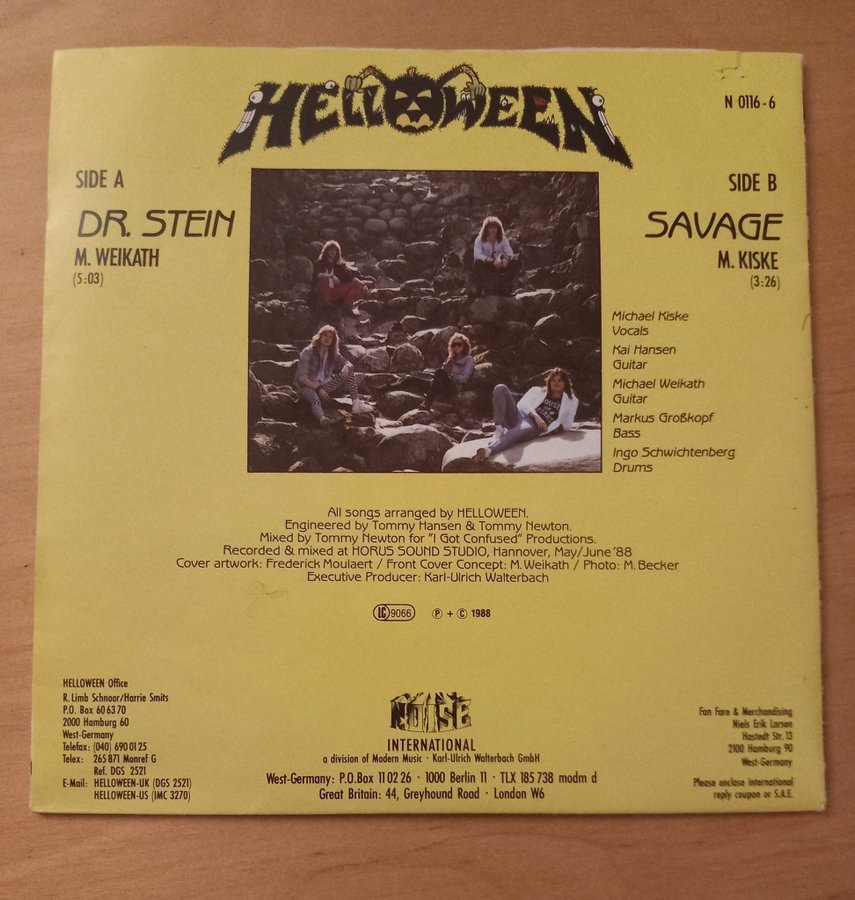 HELLOWEEN
N 0116-6
SIDE A
DR. STEIN
M. WEIKATH
(5:03)
SIDE B
SAVAGE
M. KISKE
(3:26)
Michael Kiske
Vocals
Kai Hansen
Guitar
Michael Weikath
Guitar
Markus Großkopf
Bass
Ingo Schwichtenberg
Drums
All songs arranged by HELLOWEEN.
Engineered by Tommy Hansen & Tommy Newton.
Mixed by Tommy Newton for "I Got Confused" Productions.
Recorded & mixed at HORUS SOUND STUDIO, Hannover, May/June '88
Cover artwork: Frederick Moulaert / Front Cover Concept: M. Weikath / Photo: M. Becker
Executive Producer: Karl-Ulrich Walterbach
LC 9066 Ⓟ + © 1988
HELLOWEEN Office
R. Limb Schnoor/Harrie Smits
P.O. Box 60 63 70
2000 Hamburg 60
West-Germany
Telefax: (040) 690 01 25
Telex: 265 871 Monref G
Ref. DGS 2521
E-Mail: HELLOWEEN-UK (DGS 2521)
HELLOWEEN-US (IMC 3270)
NOISE
INTERNATIONAL
a division of Modern Music · Karl-Ulrich Walterbach GmbH
West-Germany: P.O.Box 11 02 26 · 1000 Berlin 11 · TLX 185 738 modm d
Great Britain: 44, Greyhound Road · London W6
Fan Fare & Merchandising
Niels Erik Larsen
Hastedt Str. 13
2100 Hamburg 90
West-Germany
Please enclose international
reply coupon or S.A.E.